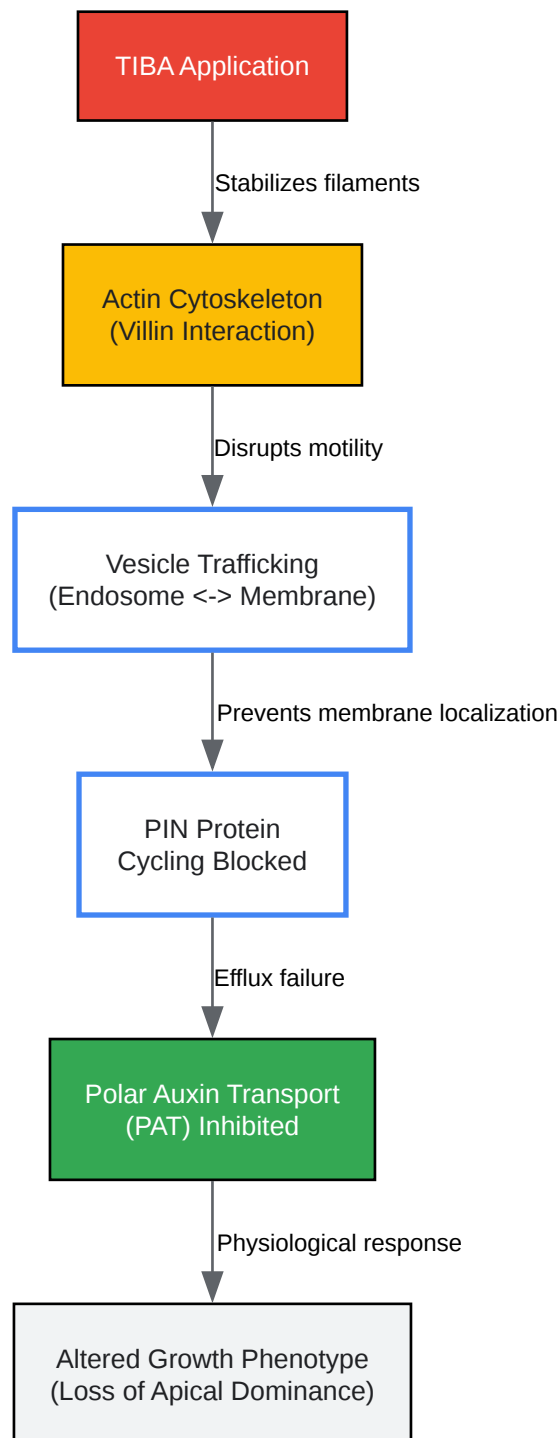 TIBA Application
Stabilizes filaments
Actin Cytoskeleton
(Villin Interaction)
Disrupts motility
Vesicle Trafficking
(Endosome <-> Membrane)
Prevents membrane localization
PIN Protein
Cycling Blocked
Efflux failure
Polar Auxin Transport
(PAT) Inhibited
Physiological response
Altered Growth Phenotype
(Loss of Apical Dominance)